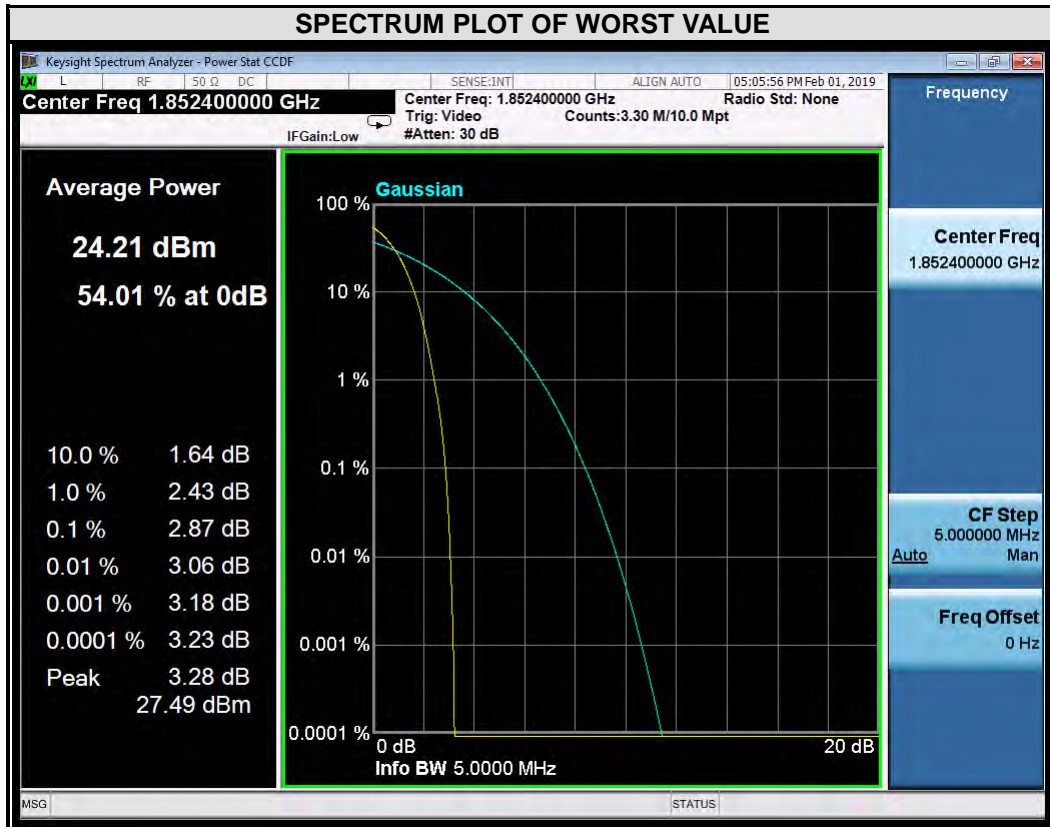 SPECTRUM PLOT OF WORST VALUE
Keysight Spectrum Analyzer - Power Stat CCDF
LXI L RF 50 Ω DC SENSE:INT ALIGN AUTO 05:05:56 PM Feb 01, 2019
Center Freq 1.852400000 GHz
Center Freq: 1.852400000 GHz Radio Std: None
Trig: Video Counts:3.30 M/10.0 Mpt
IFGain:Low #Atten: 30 dB
Frequency
Average Power
24.21 dBm
54.01 % at 0dB
10.0 % 1.64 dB
1.0 % 2.43 dB
0.1 % 2.87 dB
0.01 % 3.06 dB
0.001 % 3.18 dB
0.0001 % 3.23 dB
Peak 3.28 dB
27.49 dBm
Gaussian
100 %
10 %
1 %
0.1 %
0.01 %
0.001 %
0.0001 %
0 dB 20 dB
Info BW 5.0000 MHz
Center Freq
1.852400000 GHz
CF Step
5.000000 MHz
Auto Man
Freq Offset
0 Hz
MSG STATUS